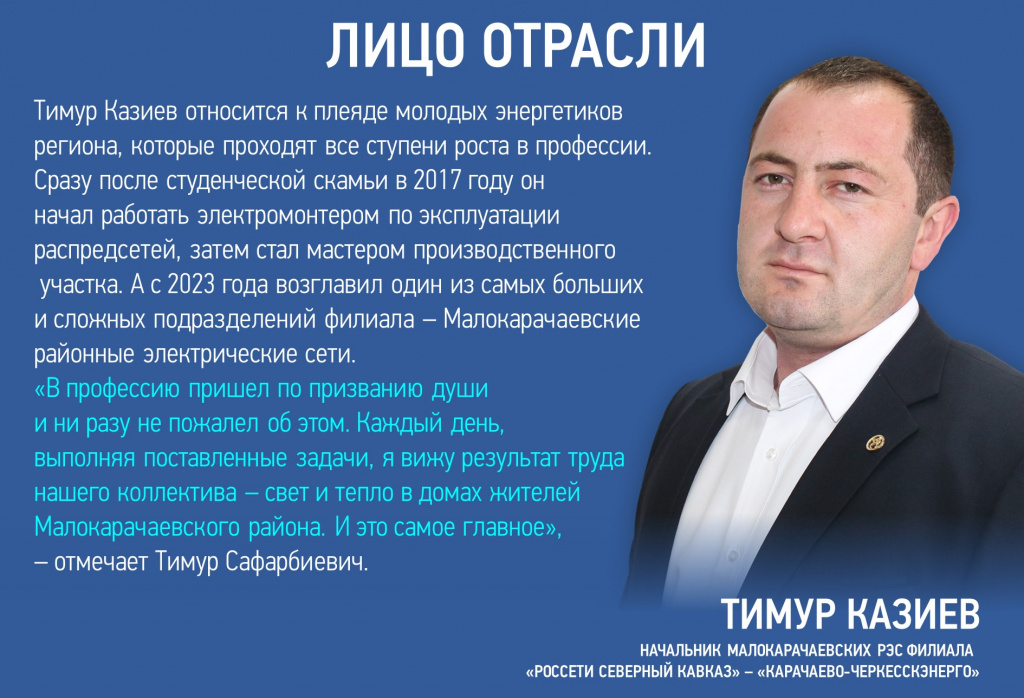 ЛИЦО ОТРАСЛИ
Тимур Казиев относится к плеяде молодых энергетиков
региона, которые проходят все ступени роста в профессии.
Сразу после студенческой скамьи в 2017 году он
начал работать электромонтером по эксплуатации
распредсетей, затем стал мастером производственного
участка. А с 2023 года возглавил один из самых больших
и сложных подразделений филиала – Малокарачаевские
районные электрические сети.
«В профессию пришел по призванию души
и ни разу не пожалел об этом. Каждый день,
выполняя поставленные задачи, я вижу результат труда
нашего коллектива – свет и тепло в домах жителей
Малокарачаевского района. И это самое главное»,
– отмечает Тимур Сафарбиевич.
ТИМУР КАЗИЕВ
НАЧАЛЬНИК МАЛОКАРАЧАЕВСКИХ РЭС ФИЛИАЛА
«РОССЕТИ СЕВЕРНЫЙ КАВКАЗ» – «КАРАЧАЕВО-ЧЕРКЕССКЭНЕРГО»